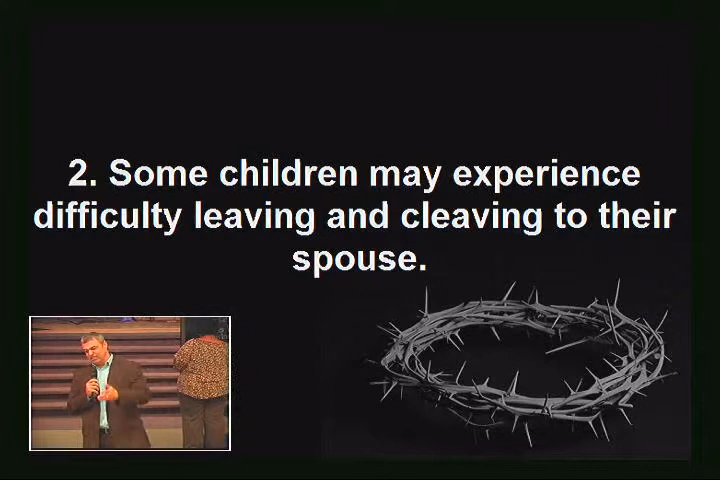 2. Some children may experience
difficulty leaving and cleaving to their
spouse.